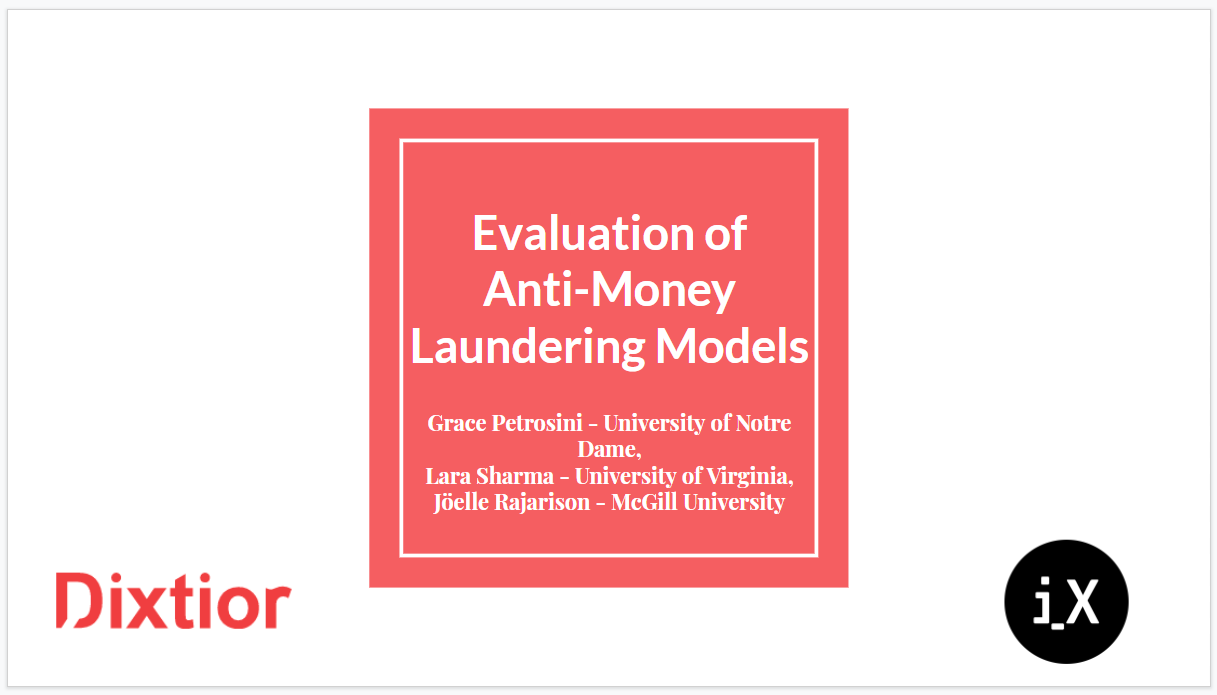 Evaluation of
Anti-Money
Laundering Models
Grace Petrosini - University of Notre
Dame,
Lara Sharma - University of Virginia,
Jöelle Rajarison - McGill University
Dixtior
i_X